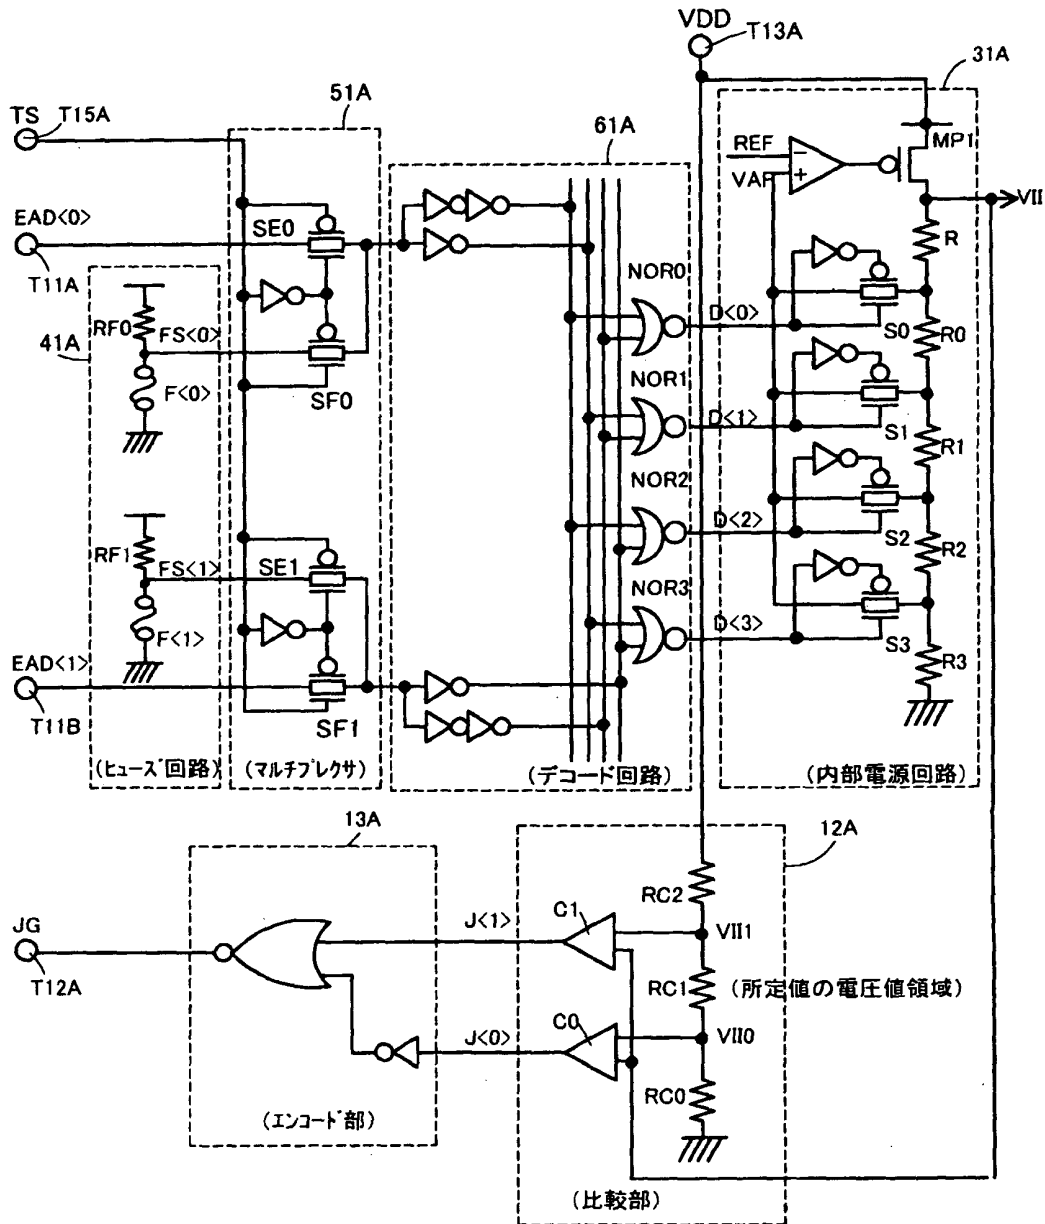 VDD
T13A
31A
TS
T15A
51A
61A
REF
MP1
VAF
VII
EAD<0>
SE0
R
T11A
NOR0
41A
RF0
FS<0>
D<0>
S0
R0
F<0>
SF0
NOR1
D<1>
S1
R1
NOR2
RF1
FS<1>
SE1
D<2>
S2
R2
NOR3
F<1>
D<3>
S3
R3
EAD<1>
T11B
SF1
(ヒューズ回路)
(マルチプレクサ)
(デコード回路)
(内部電源回路)
13A
12A
RC2
JG
J<1>
C1
VII1
T12A
RC1
(所定値の電圧値領域)
C0
J<0>
VII0
RC0
(エンコード部)
(比較部)